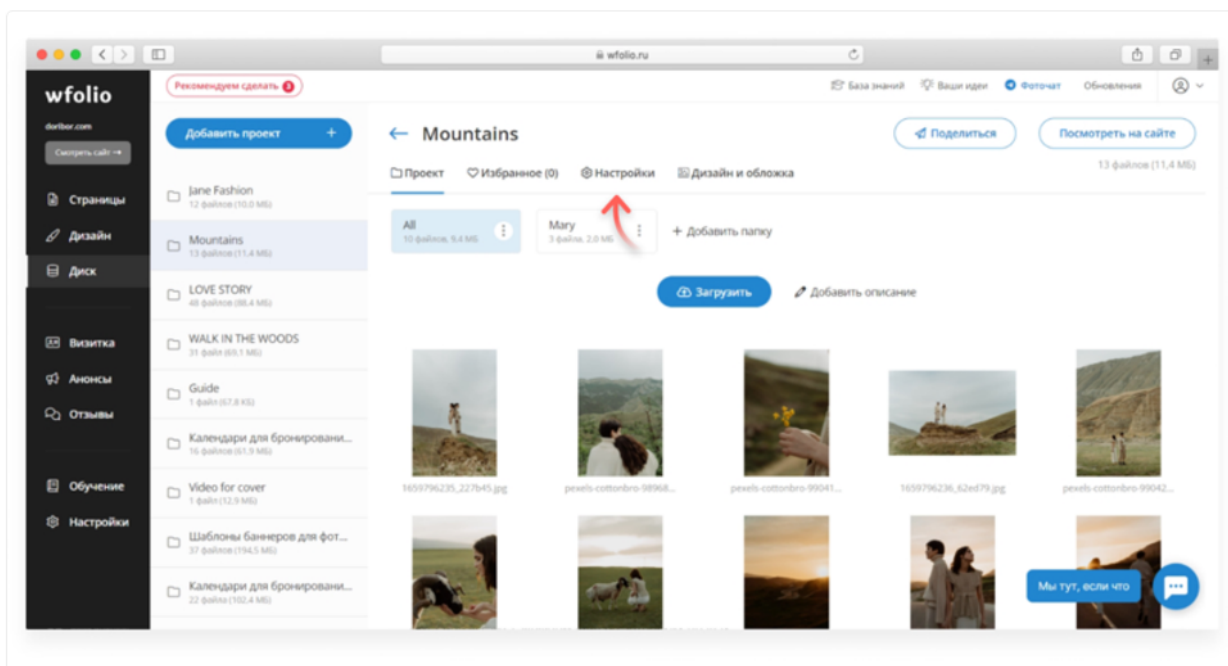 wfolio.ru
wfolio
doribor.com
Смотреть сайт →
Страницы
Дизайн
Диск
Визитка
Анонсы
Отзывы
Обучение
Настройки
Рекомендуем сделать 3
База знаний
Ваши идеи
Фоточат
Обновления
Добавить проект +
Jane Fashion
12 файлов (10,0 МБ)
Mountains
13 файлов (11,4 МБ)
LOVE STORY
48 файлов (88,4 МБ)
WALK IN THE WOODS
31 файл (69,1 МБ)
Guide
1 файл (67,8 КБ)
Календари для бронировани...
16 файлов (61,9 МБ)
Video for cover
1 файл (12,9 МБ)
Шаблоны баннеров для фот...
37 файлов (194,5 МБ)
Календари для бронировани...
22 файла (102,4 МБ)
← Mountains
Поделиться
Посмотреть на сайте
13 файлов (11,4 МБ)
Проект
Избранное (0)
Настройки
Дизайн и обложка
All
10 файлов, 9,4 МБ
Mary
3 файла, 2,0 МБ
+ Добавить папку
Загрузить
Добавить описание
1659796235_227b45.jpg
pexels-cottonbro-98968...
pexels-cottonbro-99041...
1659796236_62ed79.jpg
pexels-cottonbro-99042...
Мы тут, если что